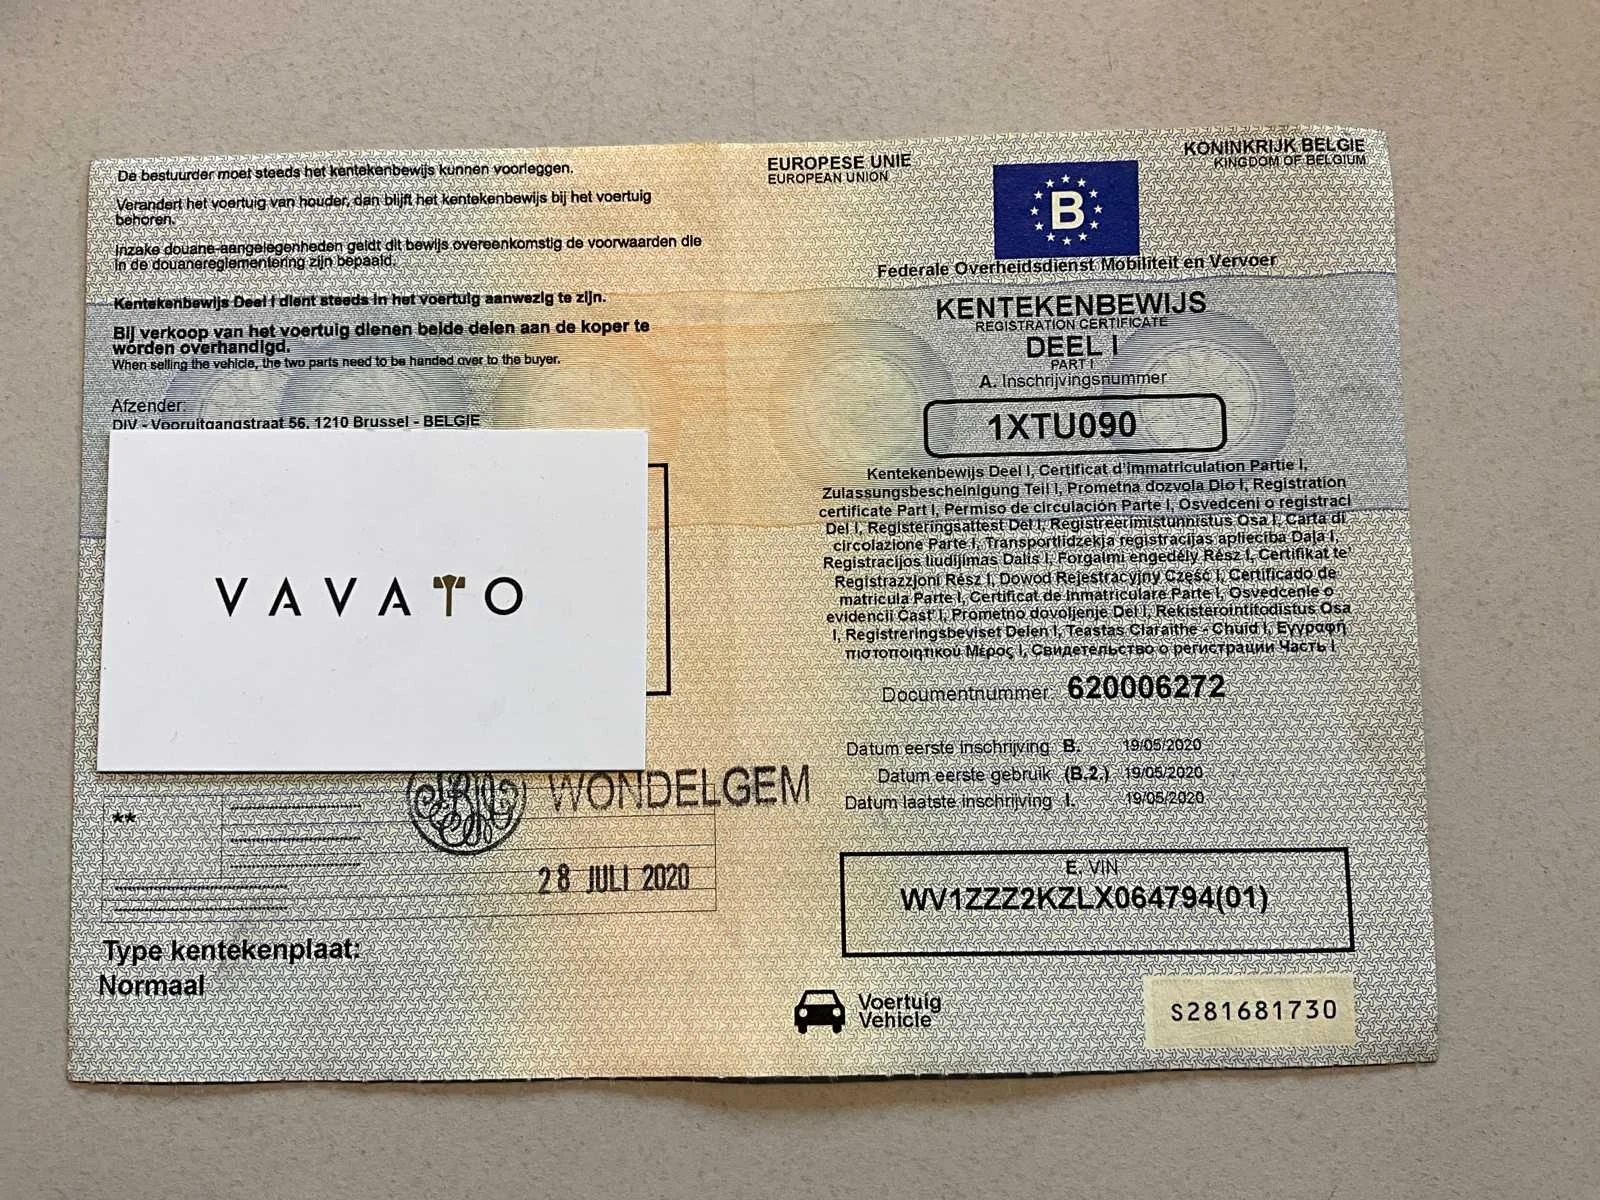 De bestuurder moet steeds het kentekenbewijs kunnen voorleggen.
Verandert het voertuig van houder, dan blijft het kentekenbewijs bij het voertuig
behoren.
Inzake douane-aangelegenheden geldt dit bewijs overeenkomstig de voorwaarden die
in de douanereglementering zijn bepaald.
Kentekenbewijs Deel I dient steeds in het voertuig aanwezig te zijn.
Bij verkoop van het voertuig dienen beide delen aan de koper te
worden overhandigd.
When selling the vehicle, the two parts need to be handed over to the buyer.
Afzender:
DIV - Vooruitgangstraat 56, 1210 Brussel - BELGIE
VAVATO
WONDELGEM
**
28 JULI 2020
Type kentekenplaat:
Normaal
EUROPESE UNIE
EUROPEAN UNION
KONINKRIJK BELGIE
KINGDOM OF BELGIUM
B
Federale Overheidsdienst Mobiliteit en Vervoer
KENTEKENBEWIJS
REGISTRATION CERTIFICATE
DEEL I
PART I
A. Inschrijvingsnummer
1XTU090
Kentekenbewijs Deel I, Certificat d'immatriculation Partie I,
Zulassungsbescheinigung Teil I, Prometna dozvola Dio I, Registration
certificate Part I, Permiso de circulación Parte I, Osvedceni o registraci
Del I, Registeringsattest Del I, Registreerimistunnistus Osa I, Carta di
circolazione Parte I, Transportlidzekja registracijas aplieciba Daļa I,
Registracijos liudijimas Dalis I, Forgalmi engedély Rész I, Certifikat te'
Registrazzjoni Rész I, Dowod Rejestracyjny Część I, Certificado de
matricula Parte I, Certificat de Inmatriculare Parte I, Osvedcenie o
evidencii Čast' I, Prometno dovoljenje Del I, Rekisterointitodistus Osa
I, Registreringsbeviset Delen I, Teastas Claraithe - Chuid I, Εγγραφή
πιστοποιητικού Μέρος I, Свидетельство о регистрации Часть I
Documentnummer 620006272
Datum eerste inschrijving B. 19/05/2020
Datum eerste gebruik (B.2.) 19/05/2020
Datum laatste inschrijving I. 19/05/2020
E. VIN
WV1ZZZ2KZLX064794(01)
Voertuig
Vehicle
S281681730